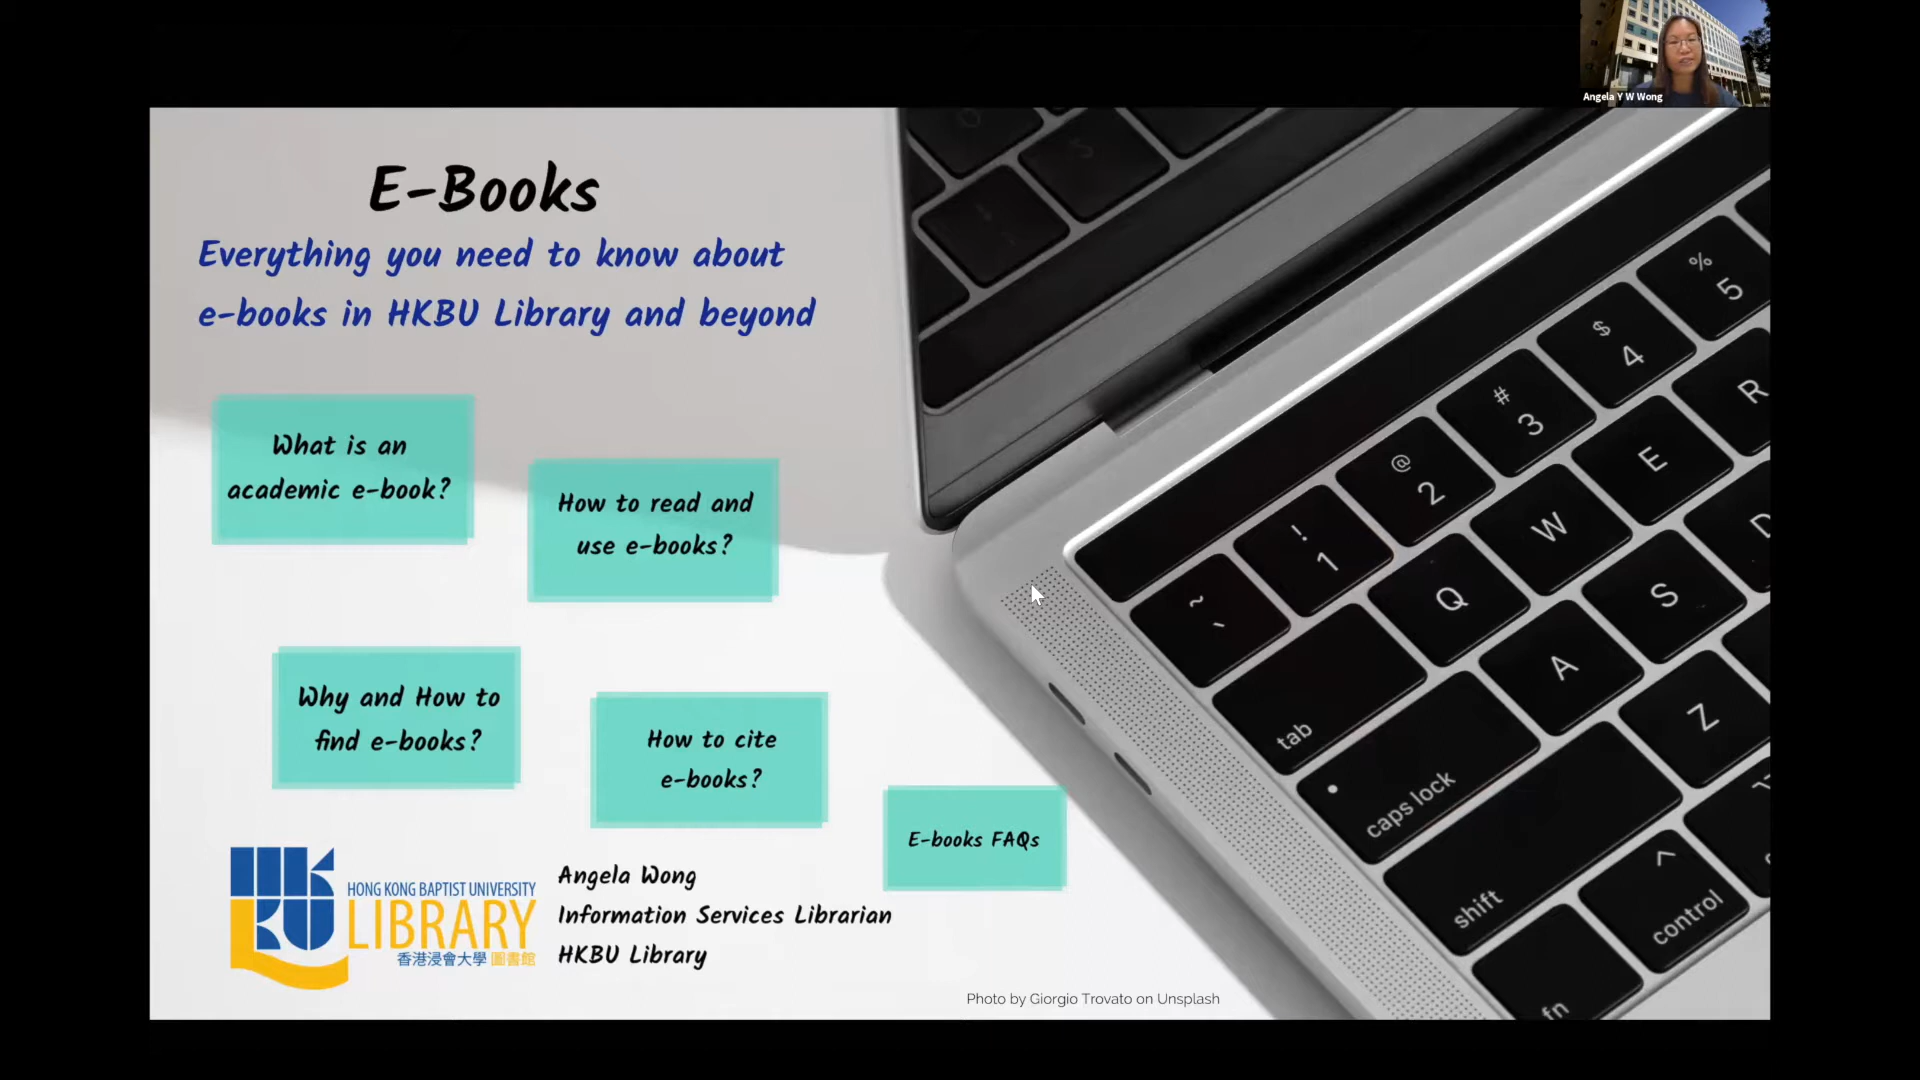 Angela Y W Wong
E-Books
Everything you need to know about
e-books in HKBU Library and beyond
What is an
academic e-book?
How to read and
use e-books?
Why and How to
find e-books?
How to cite
e-books?
E-books FAQs
HKBU
HONG KONG BAPTIST UNIVERSITY
LIBRARY
香港浸會大學 圖書館
Angela Wong
Information Services Librarian
HKBU Library
Photo by Giorgio Trovato on Unsplash
% 5
$ 4
# 3
@ 2
! 1
~ `
R
E
W
Q
tab
D
S
A
caps lock
Z
shift
^
control
fn